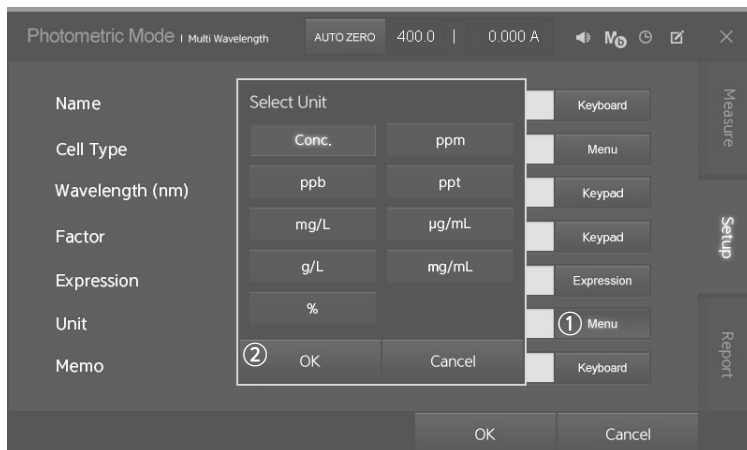 Photometric Mode | Multi Wavelength AUTO ZERO 400.0 | 0.000 A Mb
Measure
Setup
Report
Name Keyboard
Cell Type Menu
Wavelength (nm) Keypad
Factor Keypad
Expression Expression
Unit ① Menu
Memo Keyboard
Select Unit
Conc. ppm
ppb ppt
mg/L µg/mL
g/L mg/mL
%
② OK Cancel
OK Cancel